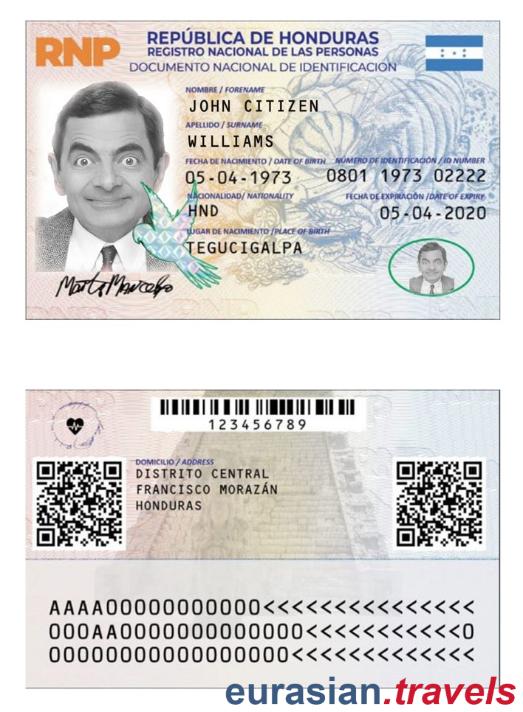 RNP
REPÚBLICA DE HONDURAS
REGISTRO NACIONAL DE LAS PERSONAS
DOCUMENTO NACIONAL DE IDENTIFICACIÓN
NOMBRE / FORENAME
JOHN CITIZEN
APELLIDO / SURNAME
WILLIAMS
FECHA DE NACIMIENTO / DATE OF BIRTH NÚMERO DE IDENTIFICACIÓN / ID NUMBER
05-04-1973 0801 1973 02222
NACIONALIDAD/ NATIONALITY FECHA DE EXPIRACIÓN /DATE OF EXPIRY
HND 05-04-2020
LUGAR DE NACIMIENTO /PLACE OF BIRTH
TEGUCIGALPA
123456789
DOMICILIO / ADDRESS
DISTRITO CENTRAL
FRANCISCO MORAZÁN
HONDURAS
AAAA00000000000<<<<<<<<<<<<<<<
000AA0000000000000<<<<<<<<<<<0
00000000000000000<<<<<<<<<<<<<
eurasian.travels